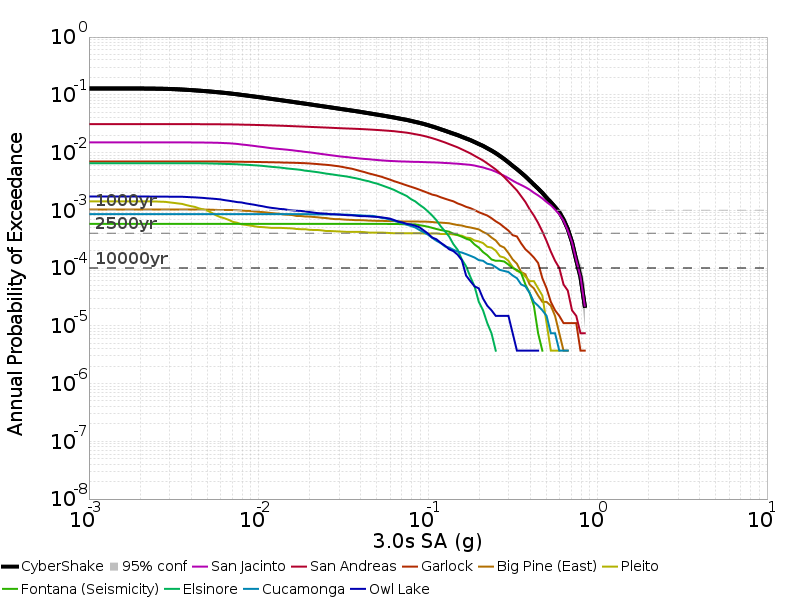 10^0
10^-1
10^-2
10^-3
10^-4
10^-5
10^-6
10^-7
10^-8
Annual Probability of Exceedance
1000yr
2500yr
10000yr
10^-3 10^-2 10^-1 10^0 10^1
3.0s SA (g)
CyberShake 95% conf San Jacinto San Andreas Garlock Big Pine (East) Pleito
Fontana (Seismicity) Elsinore Cucamonga Owl Lake